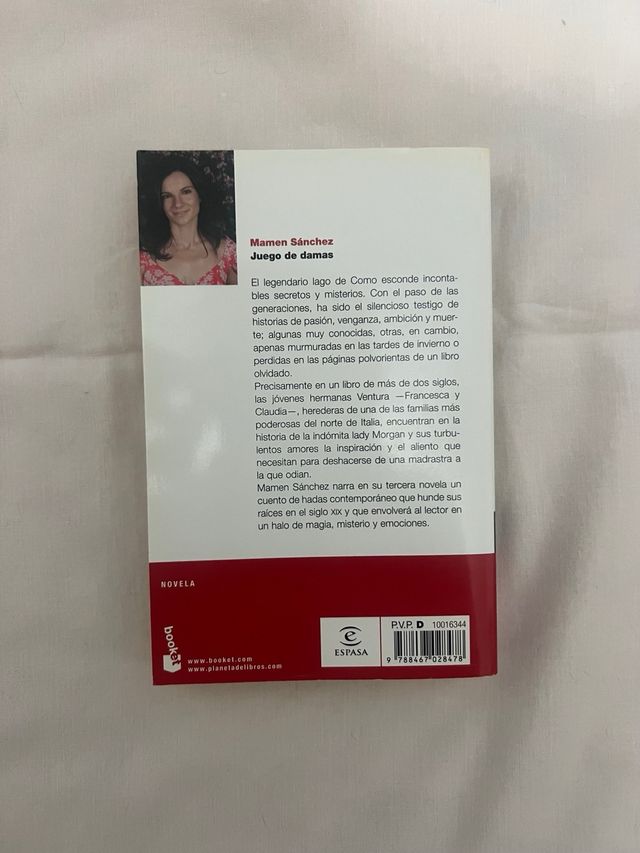 Mamen Sánchez
Juego de damas
El legendario lago de Como esconde inconta-
bles secretos y misterios. Con el paso de las
generaciones, ha sido el silencioso testigo de
historias de pasión, venganza, ambición y muer-
te; algunas muy conocidas, otras, en cambio,
apenas murmuradas en las tardes de invierno o
perdidas en las páginas polvorientas de un libro
olvidado.
Precisamente en un libro de más de dos siglos,
las jóvenes hermanas Ventura —Francesca y
Claudia—, herederas de una de las familias más
poderosas del norte de Italia, encuentran en la
historia de la indómita lady Morgan y sus turbu-
lentos amores la inspiración y el aliento que
necesitan para deshacerse de una madrastra a
la que odian.
Mamen Sánchez narra en su tercera novela un
cuento de hadas contemporáneo que hunde sus
raíces en el siglo XIX y que envolverá al lector en
un halo de magia, misterio y emociones.
NOVELA
booket
www.booket.com
www.planetadelibros.com
e
ESPASA
P.V.P. D 10016344
9 788467 028478